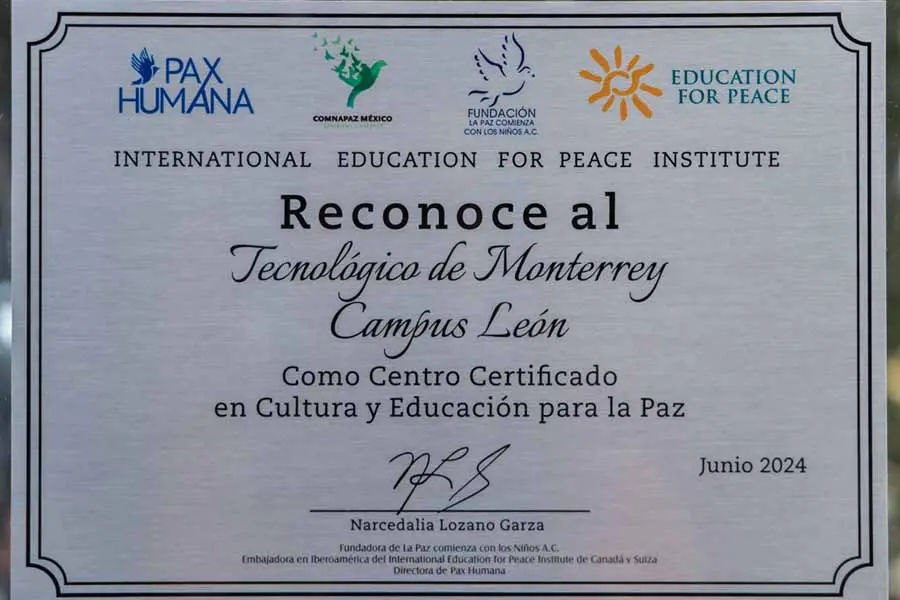 PAX
HUMANA
COMNAPAZ MÉXICO
FUNDACIÓN
LA PAZ COMIENZA
CON LOS NIÑOS A.C.
EDUCATION
FOR PEACE
INTERNATIONAL EDUCATION FOR PEACE INSTITUTE
Reconoce al
Tecnológico de Monterrey
Campus León
Como Centro Certificado
en Cultura y Educación para la Paz
Junio 2024
Narcedalia Lozano Garza
Fundadora de La Paz comienza con los Niños A.C.
Embajadora en Iberoamérica del International Education for Peace Institute de Canadá y Suiza
Directora de Pax Humana